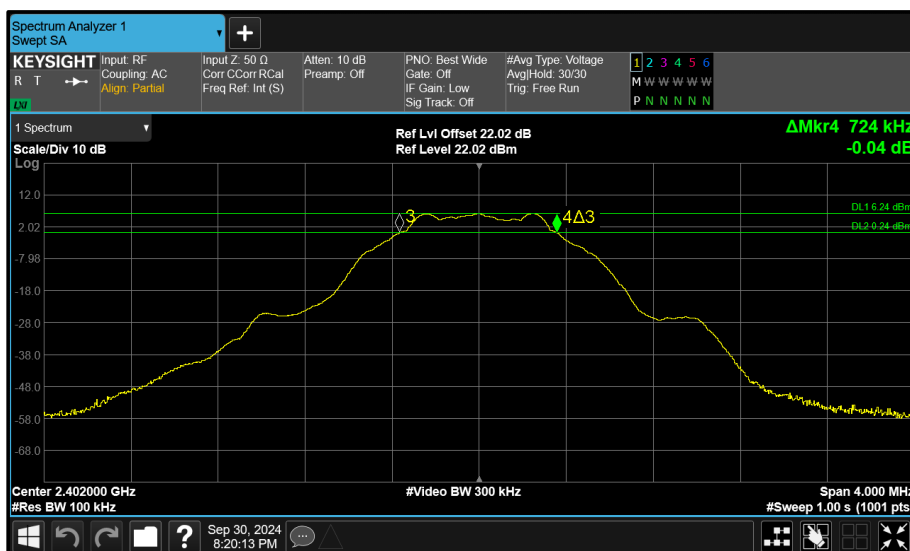 Spectrum Analyzer 1
Swept SA
KEYSIGHT
R T
LXI
Input: RF
Coupling: AC
Align: Partial
Input Z: 50 Ω
Corr CCorr RCal
Freq Ref: Int (S)
Atten: 10 dB
Preamp: Off
PNO: Best Wide
Gate: Off
IF Gain: Low
Sig Track: Off
#Avg Type: Voltage
Avg|Hold: 30/30
Trig: Free Run
1 2 3 4 5 6
M W W W W W
P N N N N N
1 Spectrum
Scale/Div 10 dB
Log
Ref Lvl Offset 22.02 dB
Ref Level 22.02 dBm
ΔMkr4 724 kHz
-0.04 dB
12.0
DL1 6.24 dBm
3
4Δ3
2.02
DL2 0.24 dBm
-7.98
-18.0
-28.0
-38.0
-48.0
-58.0
-68.0
Center 2.402000 GHz
#Video BW 300 kHz
Span 4.000 MHz
#Res BW 100 kHz
#Sweep 1.00 s (1001 pts
?
Sep 30, 2024
8:20:13 PM